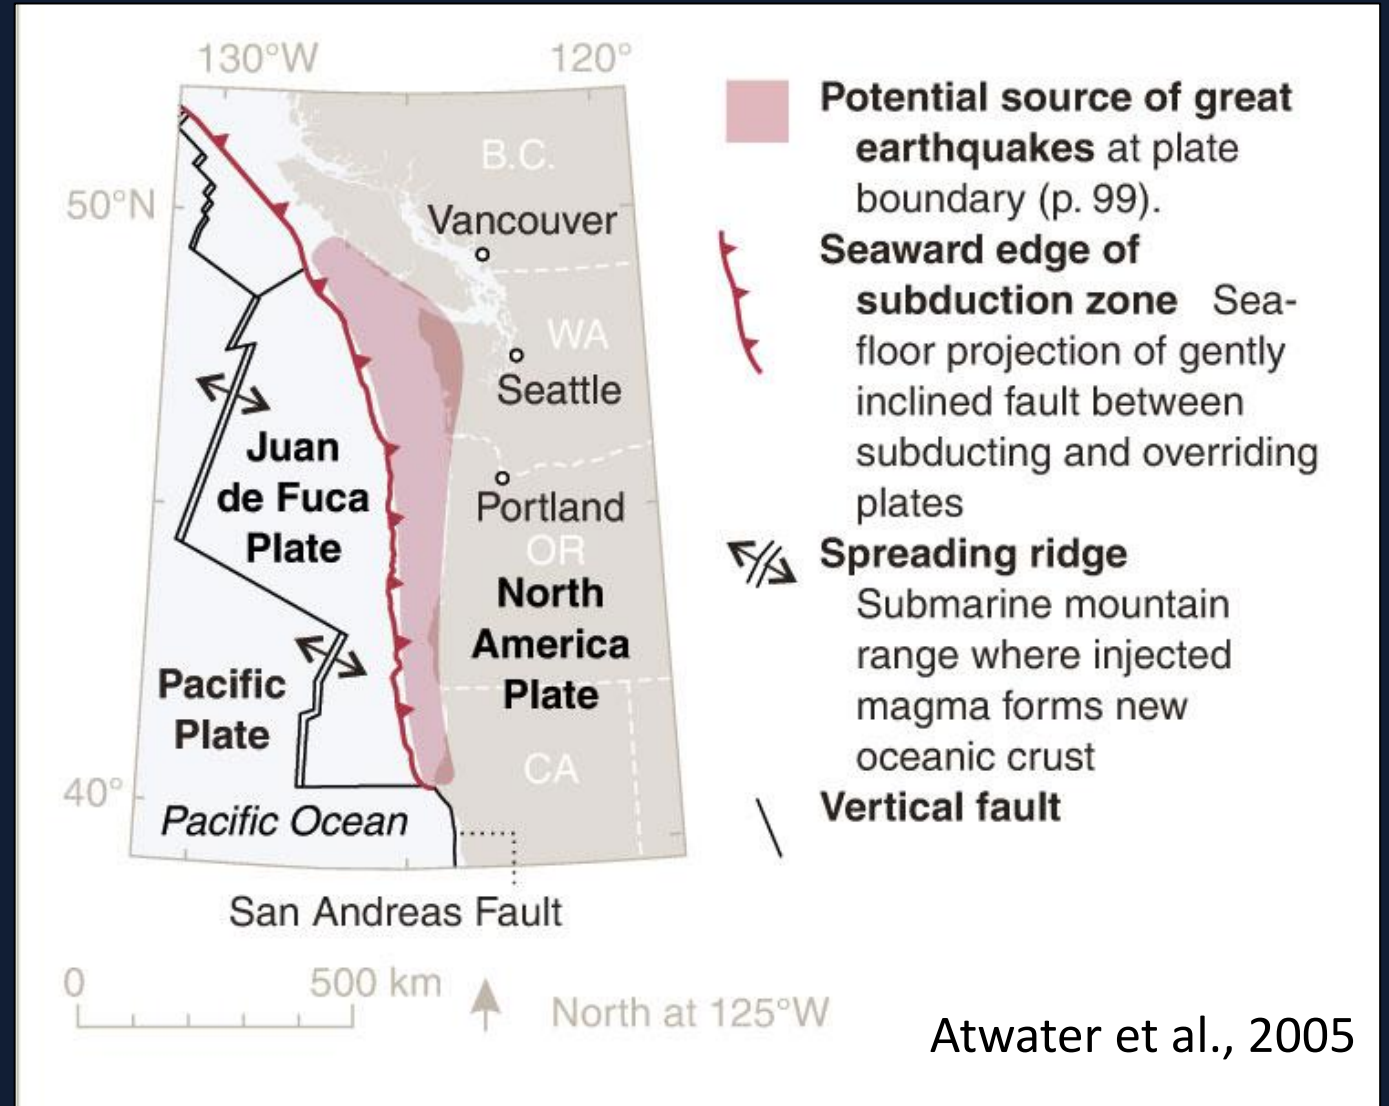 130°W
120°
50°N
40°
B.C.
Vancouver
WA
Seattle
Portland
OR
Juan
de Fuca
Plate
North
America
Plate
Pacific
Plate
CA
Pacific Ocean
San Andreas Fault
0
500 km
North at 125°W
Potential source of great
earthquakes at plate
boundary (p. 99).
Seaward edge of
subduction zone Sea-
floor projection of gently
inclined fault between
subducting and overriding
plates
Spreading ridge
Submarine mountain
range where injected
magma forms new
oceanic crust
Vertical fault
Atwater et al., 2005